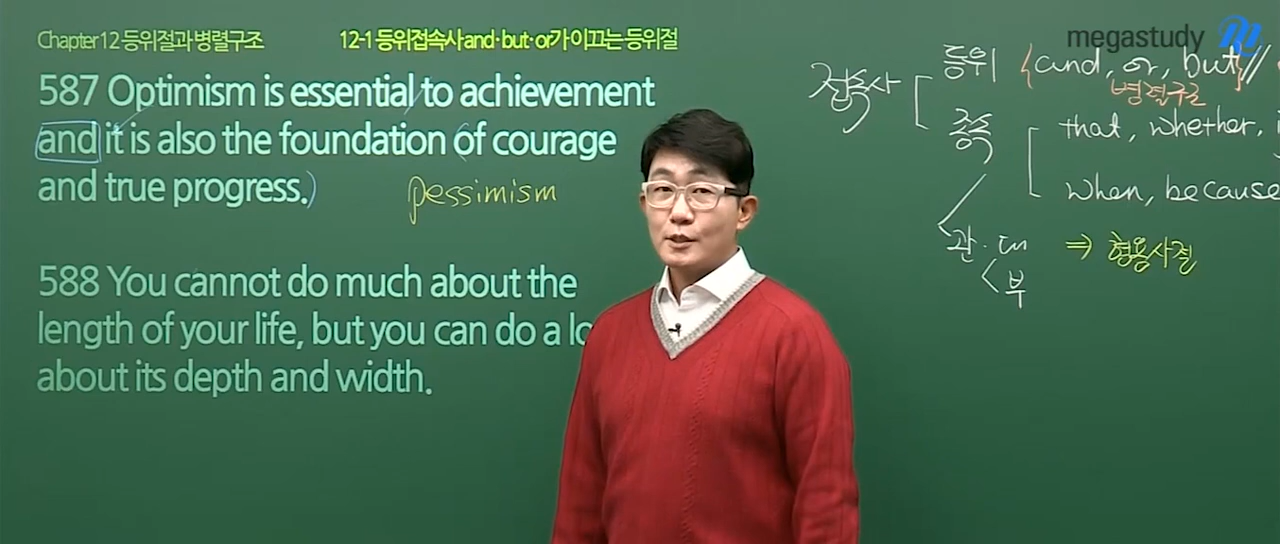 Chapter 12 등위절과 병렬구조
12-1 등위접속사 and·but·or가 이끄는 등위절
megastudy
587 Optimism is essential to achievement
and it is also the foundation of courage
and true progress.)
pessimism
588 You cannot do much about the
length of your life, but you can do a lo
about its depth and width.
접속사
등위 {and, or, but} //
병렬구조
종속
that, whether,
when, because
관·대 ⇒ 형용사절
부